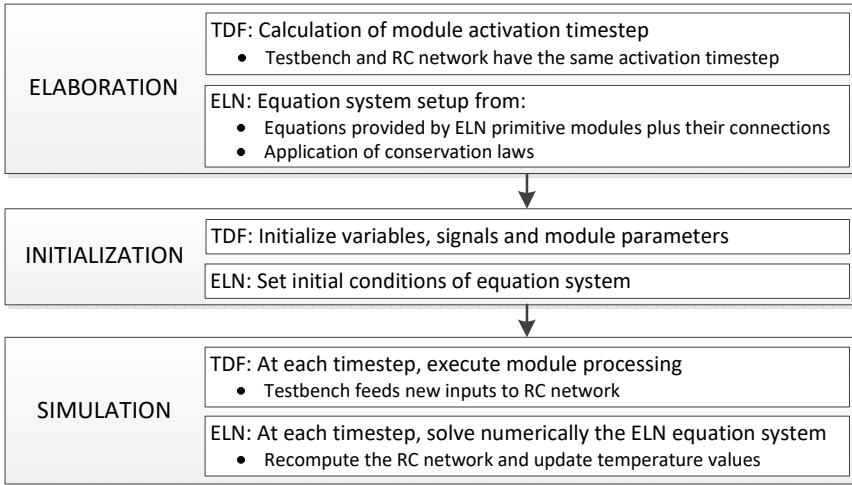 ELABORATION
TDF: Calculation of module activation timestep
• Testbench and RC network have the same activation timestep
ELN: Equation system setup from:
• Equations provided by ELN primitive modules plus their connections
• Application of conservation laws
INITIALIZATION
TDF: Initialize variables, signals and module parameters
ELN: Set initial conditions of equation system
SIMULATION
TDF: At each timestep, execute module processing
• Testbench feeds new inputs to RC network
ELN: At each timestep, solve numerically the ELN equation system
• Recompute the RC network and update temperature values